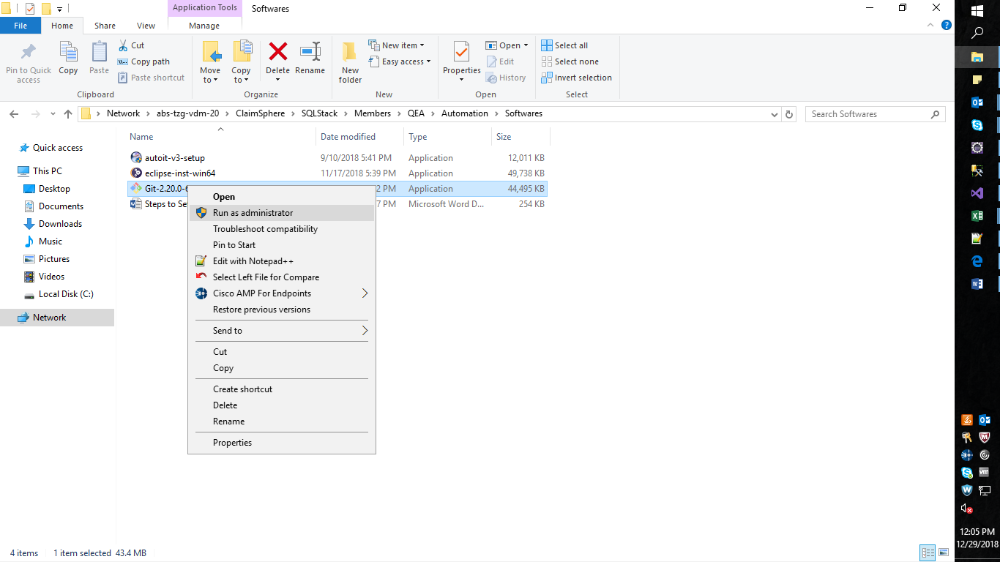 Application Tools
Softwares
File
Home
Share
View
Manage
Pin to Quick access
Copy
Paste
Cut
Copy path
Paste shortcut
Clipboard
Move to
Copy to
Delete
Rename
Organize
New folder
New item
Easy access
New
Properties
Open
Edit
History
Open
Select all
Select none
Invert selection
Select
Network
abs-tzg-vdm-20
ClaimSphere
SQLStack
Members
QEA
Automation
Softwares
Search Softwares
Name
Date modified
Type
Size
Quick access
This PC
Desktop
Documents
Downloads
Music
Pictures
Videos
Local Disk (C:)
Network
autoit-v3-setup 9/10/2018 5:41 PM Application 12,011 KB
eclipse-inst-win64 11/17/2018 5:39 PM Application 49,738 KB
Git-2.20.0-6 2 PM Application 44,495 KB
Steps to Se 7 PM Microsoft Word D... 254 KB
Open
Run as administrator
Troubleshoot compatibility
Pin to Start
Edit with Notepad++
Select Left File for Compare
Cisco AMP For Endpoints
Restore previous versions
Send to
Cut
Copy
Create shortcut
Delete
Rename
Properties
4 items
1 item selected 43.4 MB
12:05 PM
12/29/2018